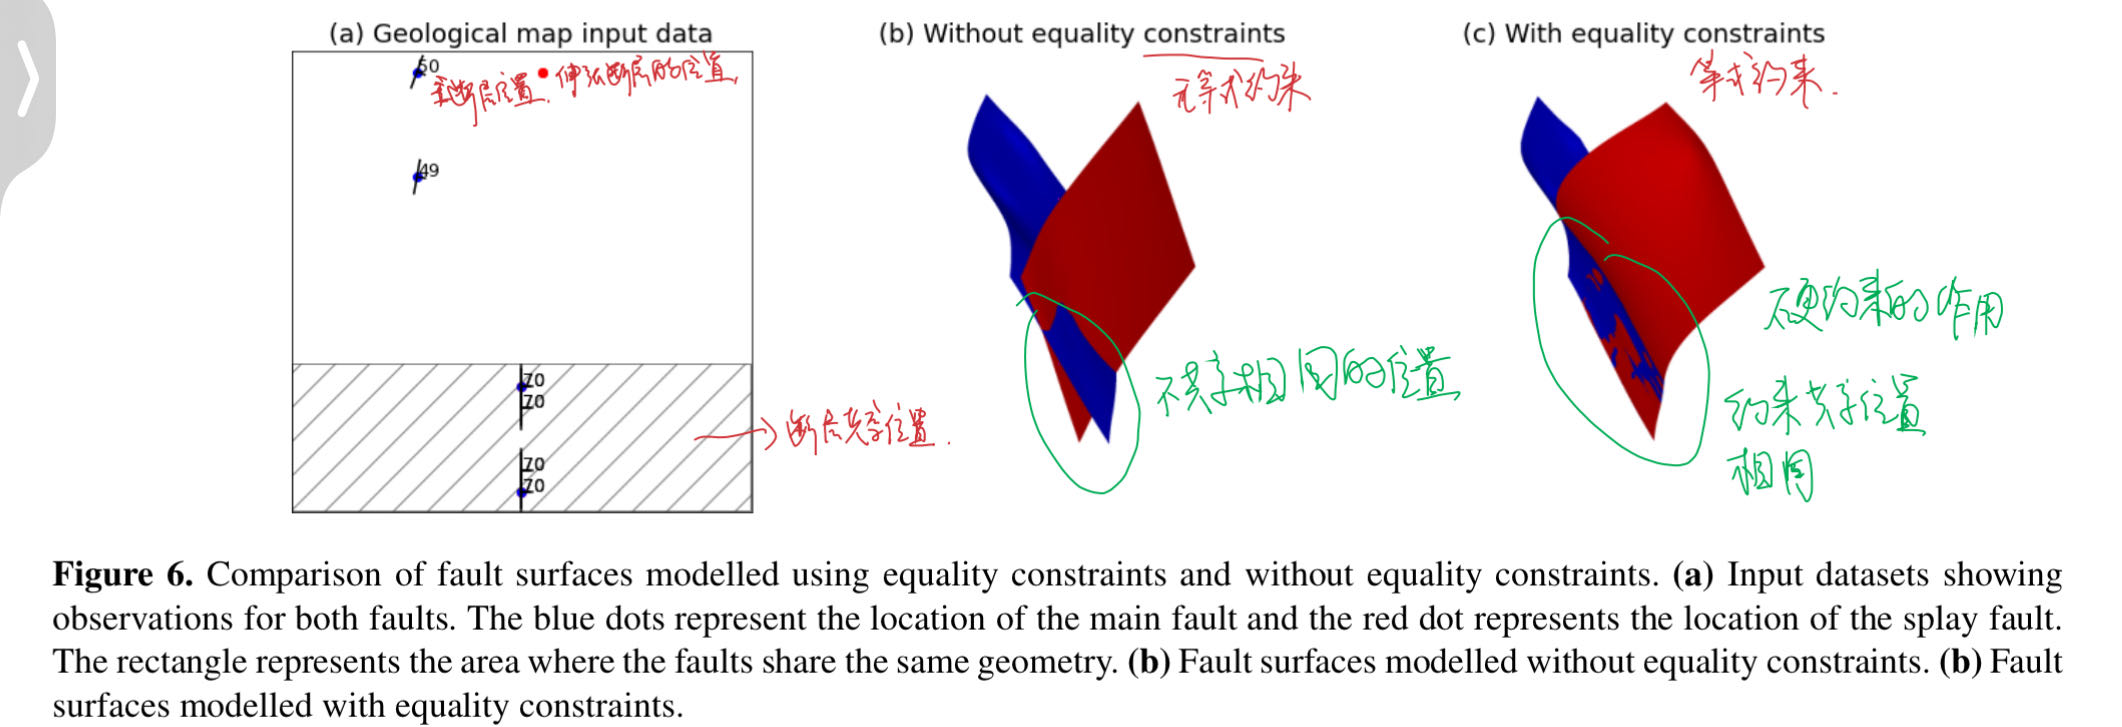 (a) Geological map input data
(b) Without equality constraints
(c) With equality constraints
60
主断层位置. 伸弧断层的位置
无等式约束
等式约束.
49
70
70
70
70
断层共享位置.
不共享相同的位置
硬约束的作用
约束共享位置
相同
Figure 6. Comparison of fault surfaces modelled using equality constraints and without equality constraints. (a) Input datasets showing
observations for both faults. The blue dots represent the location of the main fault and the red dot represents the location of the splay fault.
The rectangle represents the area where the faults share the same geometry. (b) Fault surfaces modelled without equality constraints. (b) Fault
surfaces modelled with equality constraints.